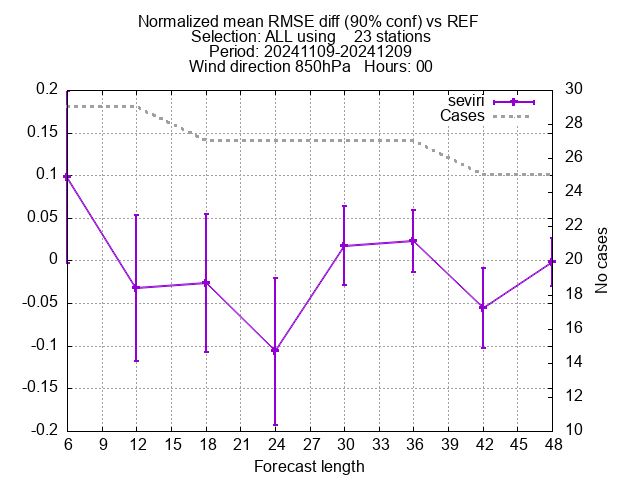 Normalized mean RMSE diff (90% conf) vs REF
Selection: ALL using    23 stations
Period: 20241109-20241209
Wind direction 850hPa   Hours: 00
seviri
Cases
0.2
0.15
0.1
0.05
0
-0.05
-0.1
-0.15
-0.2
30
28
26
24
22
20
18
16
14
12
10
No cases
6 9 12 15 18 21 24 27 30 33 36 39 42 45 48
Forecast length